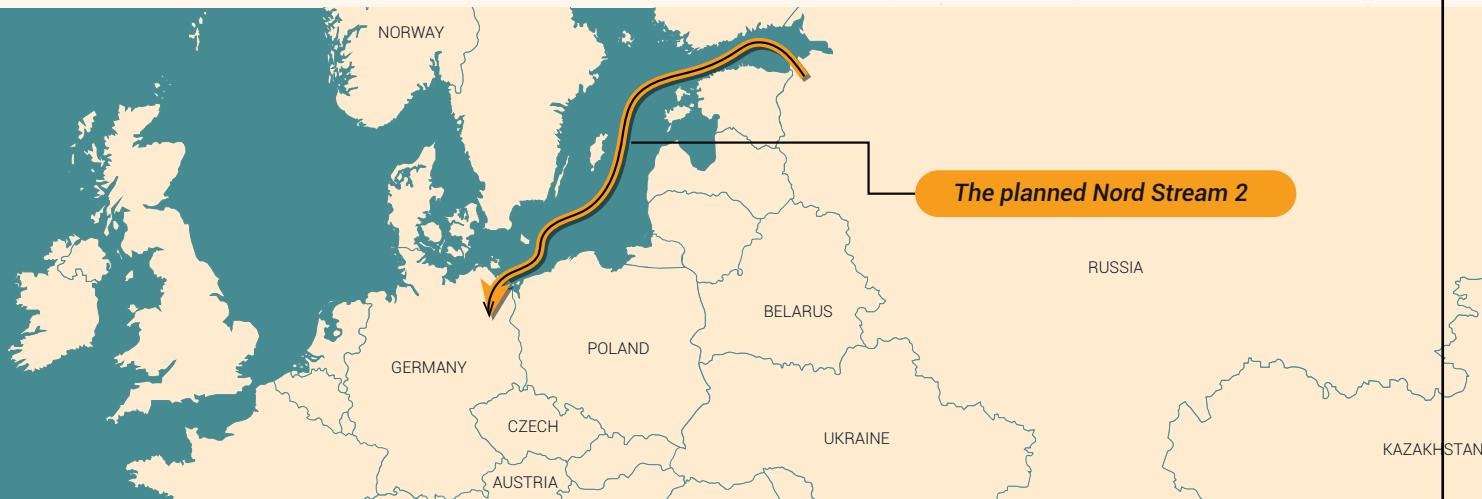 NORWAY
The planned Nord Stream 2
RUSSIA
BELARUS
POLAND
GERMANY
CZECH
UKRAINE
KAZAKHSTAN
AUSTRIA